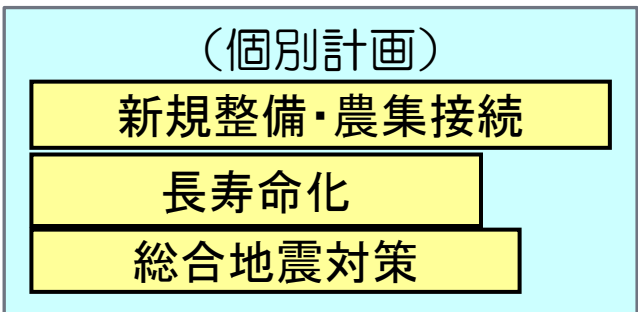 （個別計画）
新規整備・農集接続
長寿命化
総合地震対策